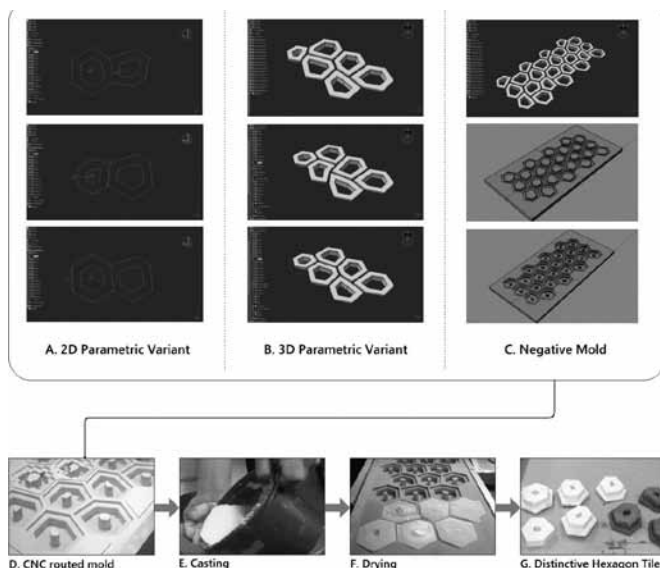 A. 2D Parametric Variant
B. 3D Parametric Variant
C. Negative Mold
D. CNC routed mold
E. Casting
F. Drying
G. Distinctive Hexagon Tile